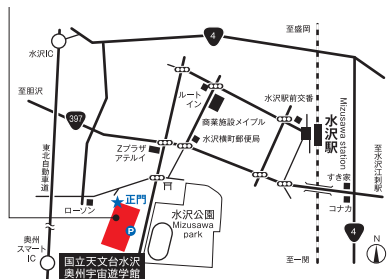 至盛岡
4
水沢IC
至胆沢
397
東北自動車道
ルート
イン
商業施設メイプル
水沢駅前交番
水沢駅
Mizusawa station
Zプラザ
アテルイ
水沢横町郵便局
至水沢江刺駅
すき家
コナカ
ローソン
正門
P
水沢公園
Mizusawa
park
奥州
スマート
IC
国立天文台水沢
奥州宇宙遊学館
至一関
4
N